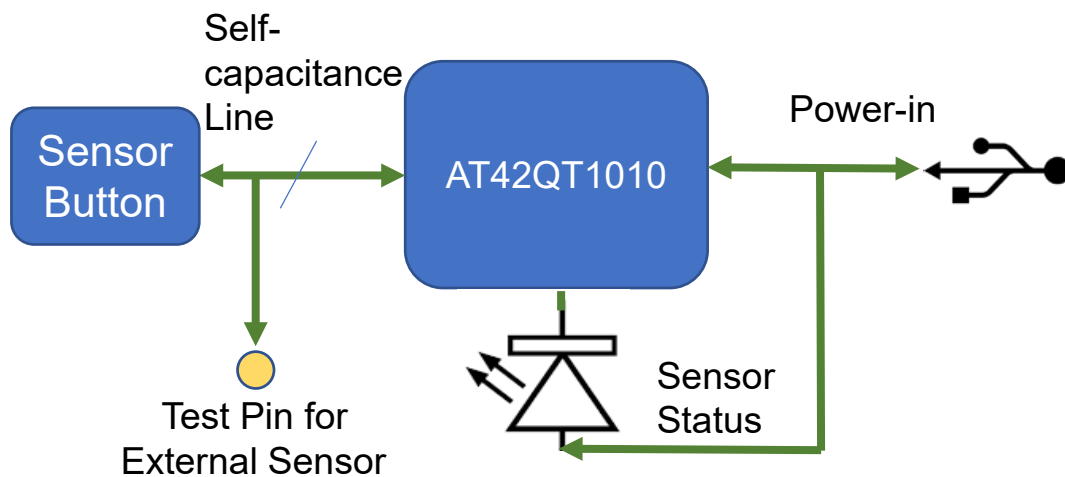 Self-
capacitance
Line
Power-in
Sensor
Button
AT42QT1010
Sensor
Status
Test Pin for
External Sensor